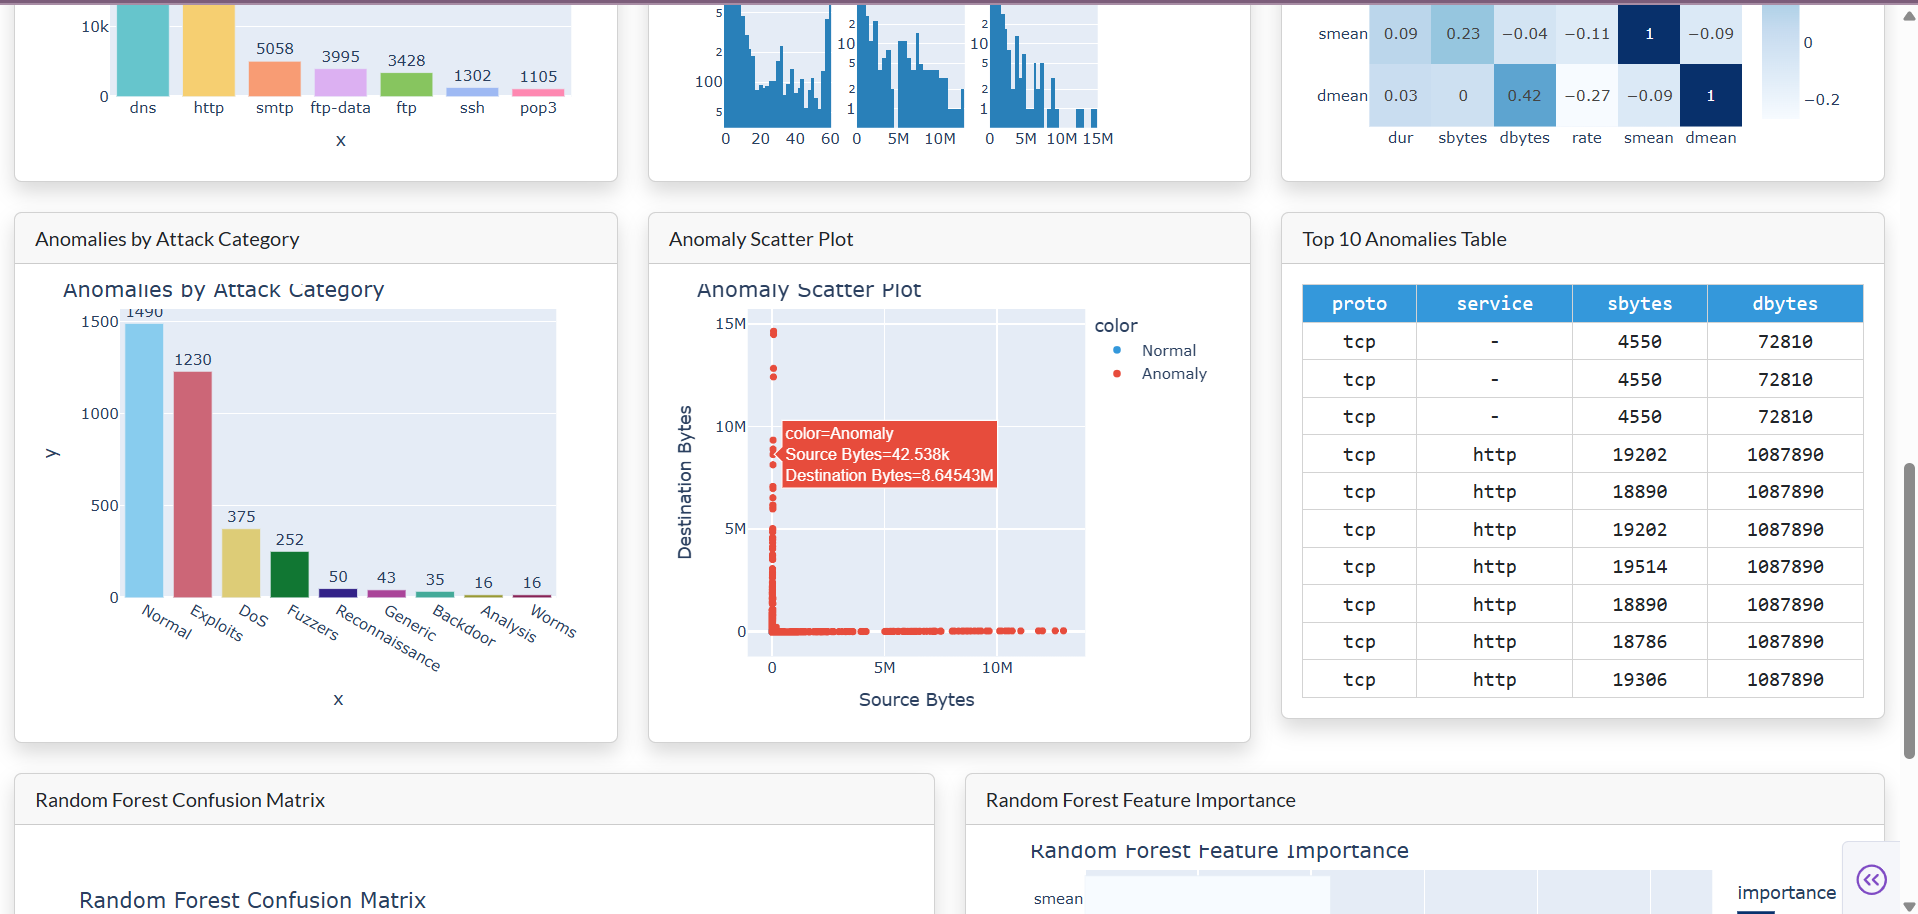 10k
0
5058
3995
3428
1302
1105
dns http smtp ftp-data ftp ssh pop3
x
5
2
100
5
0 20 40 60
2
10
5
2
1
0 5M 10M
2
10
5
2
1
0 5M 10M 15M
smean 0.09 0.23 −0.04 −0.11 1 −0.09
dmean 0.03 0 0.42 −0.27 −0.09 1
dur sbytes dbytes rate smean dmean
0
−0.2
Anomalies by Attack Category
Anomalies by Attack Category
1500
1000
500
0
y
1490
1230
375
252
50
43
35
16
16
Normal
Exploits
DoS
Fuzzers
Reconnaissance
Generic
Backdoor
Analysis
Worms
x
Anomaly Scatter Plot
Anomaly Scatter Plot
15M
10M
5M
0
Destination Bytes
color=Anomaly
Source Bytes=42.538k
Destination Bytes=8.64543M
0 5M 10M
Source Bytes
color
Normal
Anomaly
Top 10 Anomalies Table
proto service sbytes dbytes
tcp - 4550 72810
tcp - 4550 72810
tcp - 4550 72810
tcp http 19202 1087890
tcp http 18890 1087890
tcp http 19202 1087890
tcp http 19514 1087890
tcp http 18890 1087890
tcp http 18786 1087890
tcp http 19306 1087890
Random Forest Confusion Matrix
Random Forest Confusion Matrix
Random Forest Feature Importance
Random Forest Feature Importance
smean
importance